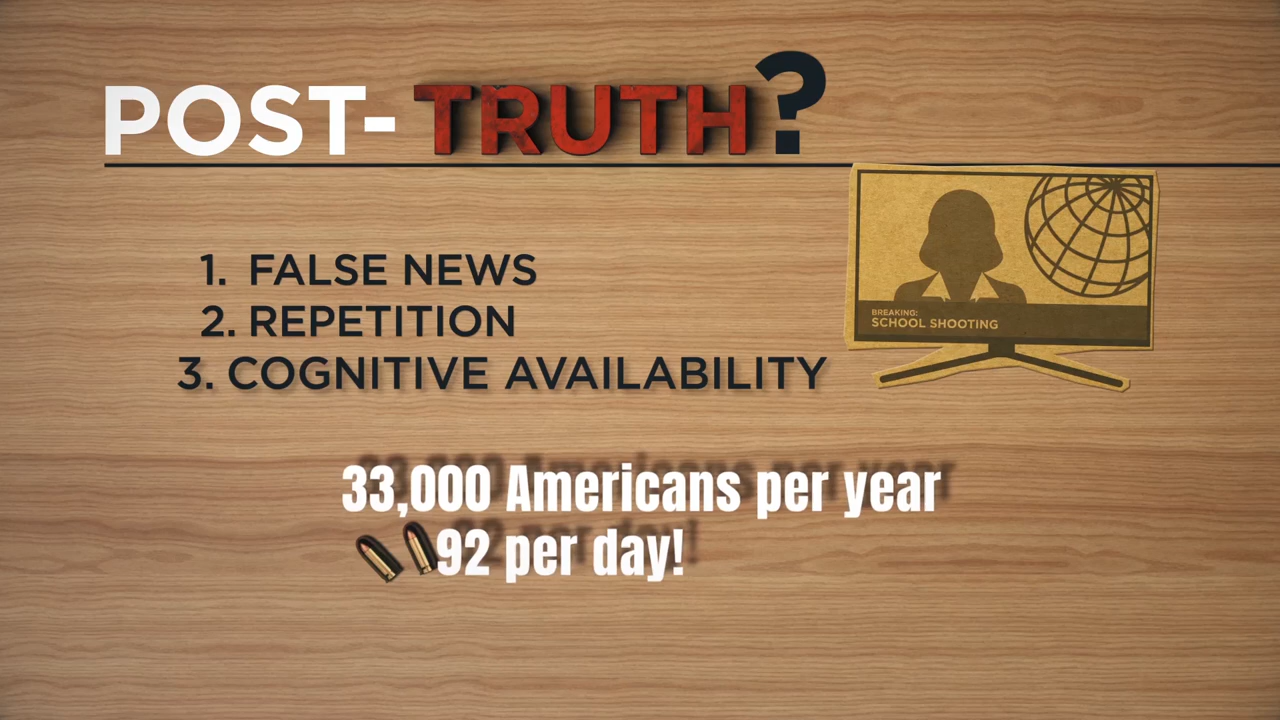 POST-TRUTH?
1. FALSE NEWS
2. REPETITION
3. COGNITIVE AVAILABILITY
BREAKING:
SCHOOL SHOOTING
33,000 Americans per year
92 per day!